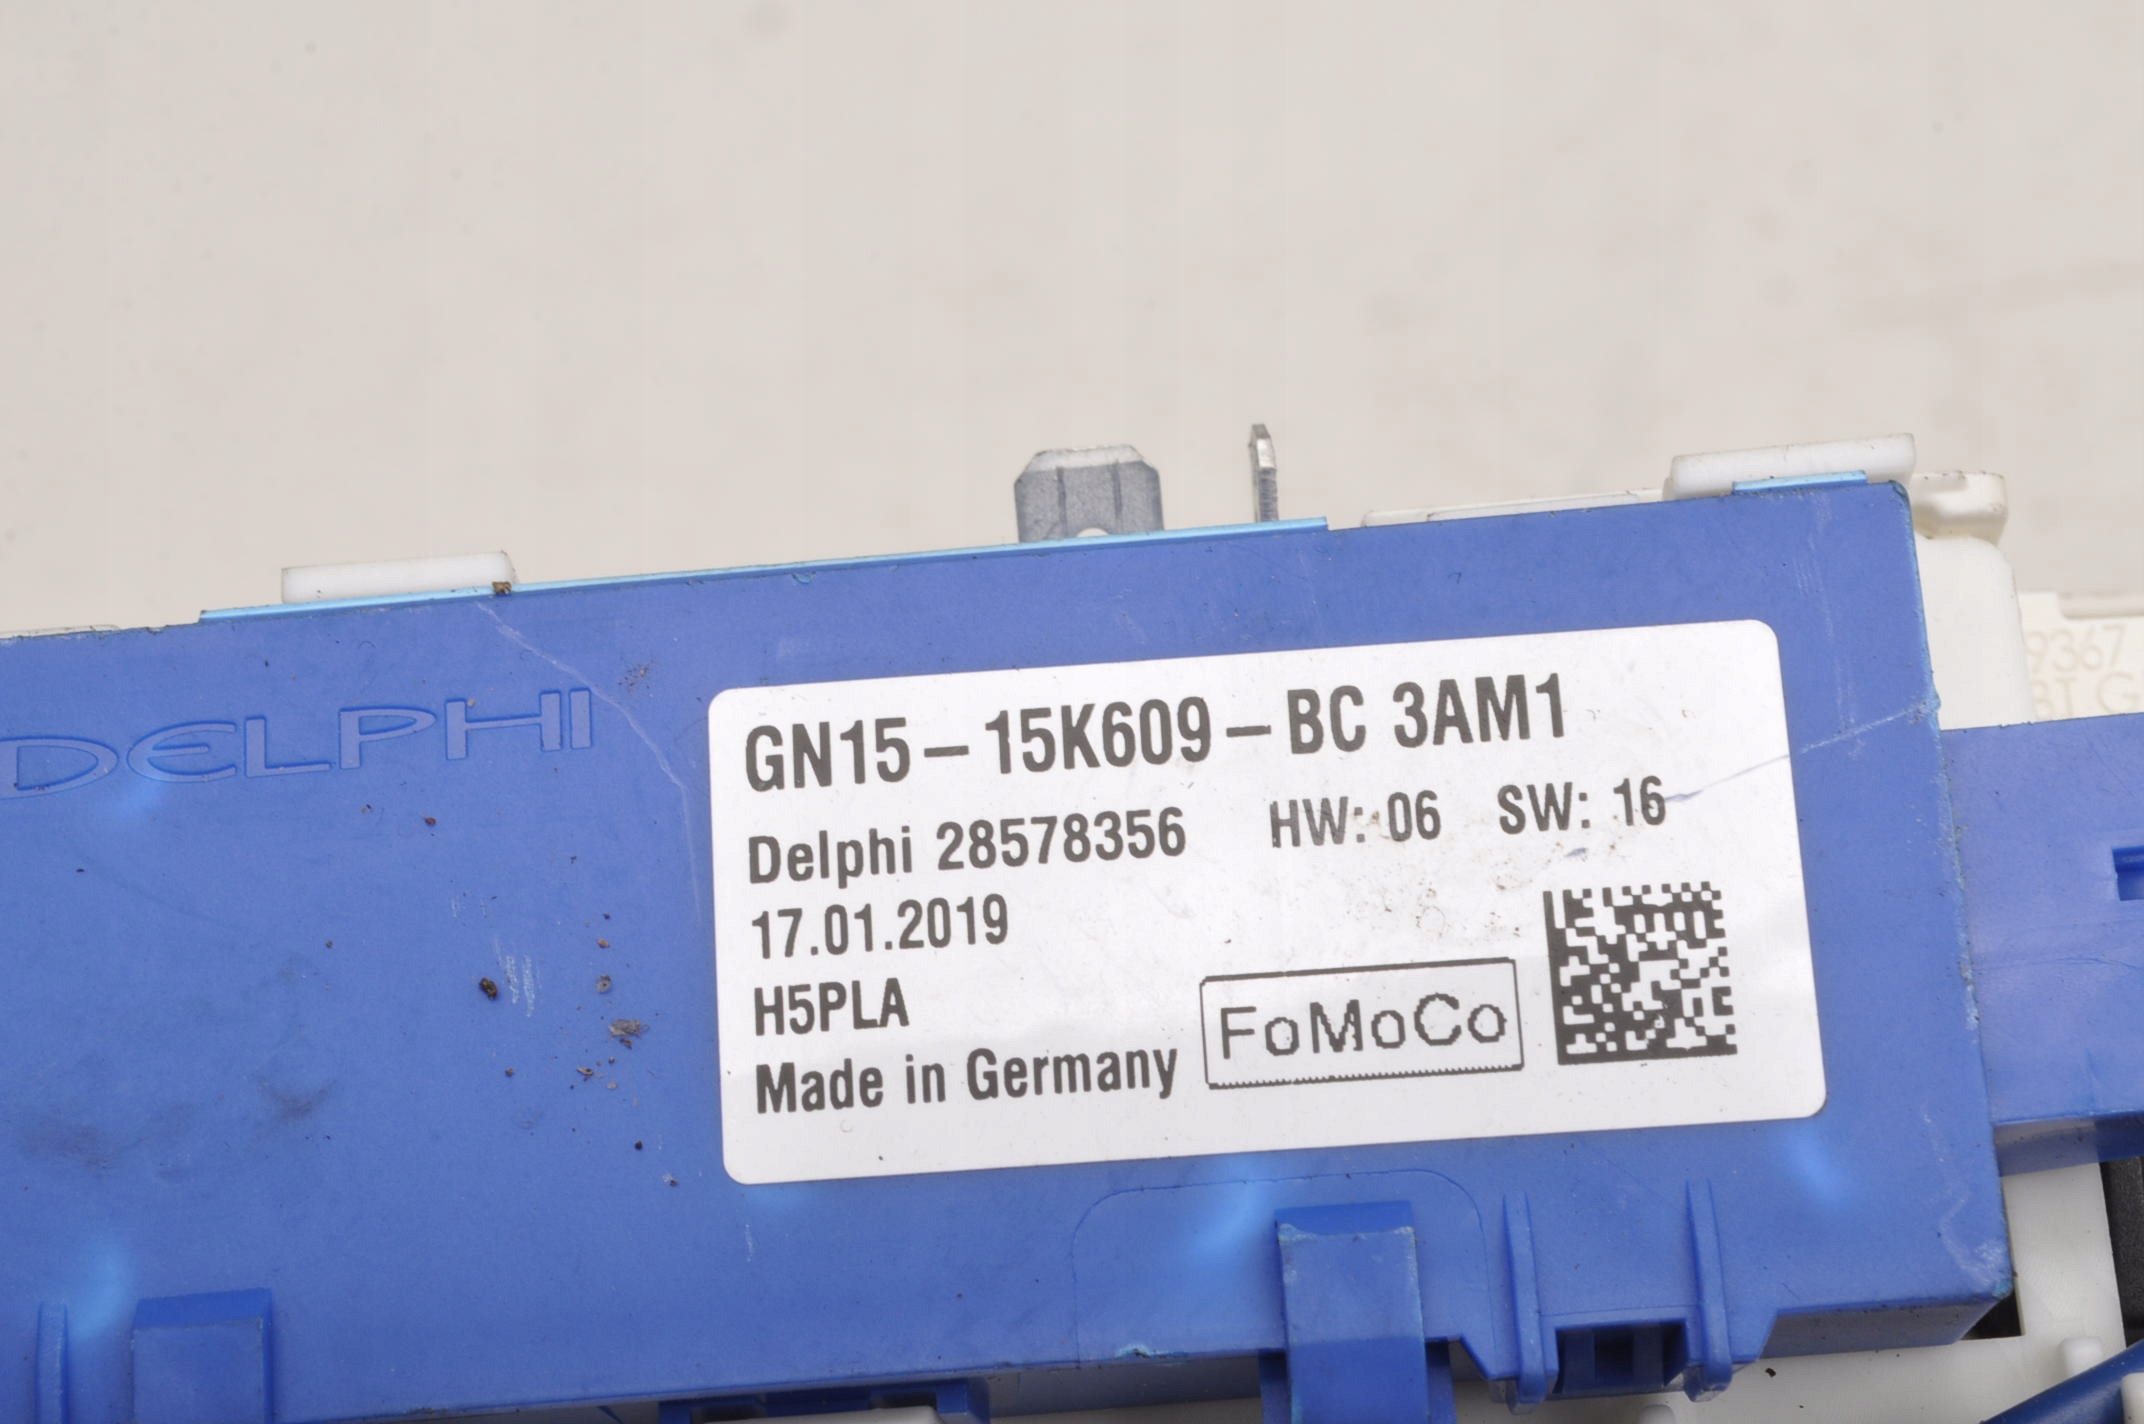 DELPHI
GN15-15K609-BC 3AM1
Delphi 28578356 HW: 06 SW: 16
17.01.2019
H5PLA
FoMoCo
Made in Germany
9367